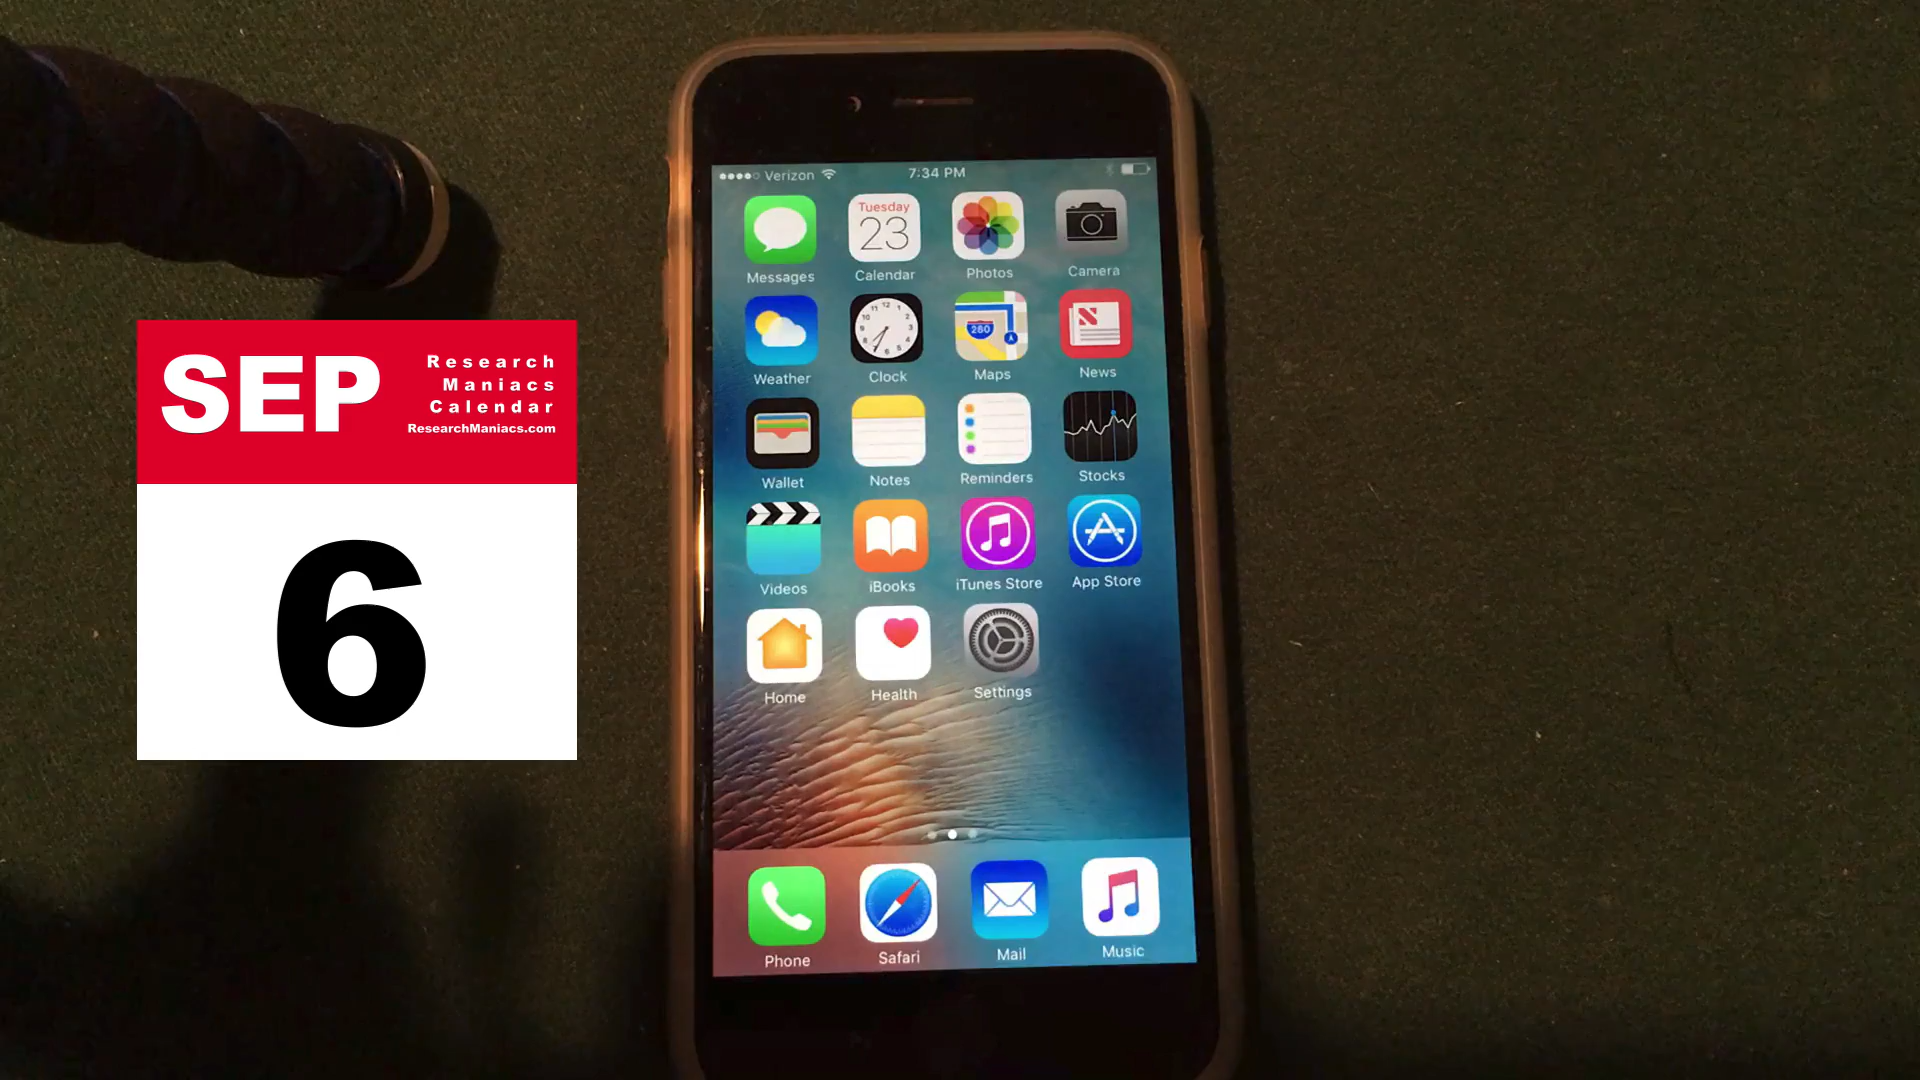 SEP
Research
Maniacs
Calendar
ResearchManiacs.com
6
Verizon 7:34 PM
Tuesday
23
Messages Calendar Photos Camera
280
Weather Clock Maps News
Wallet Notes Reminders Stocks
Videos iBooks iTunes Store App Store
Home Health Settings
Phone Safari Mail Music